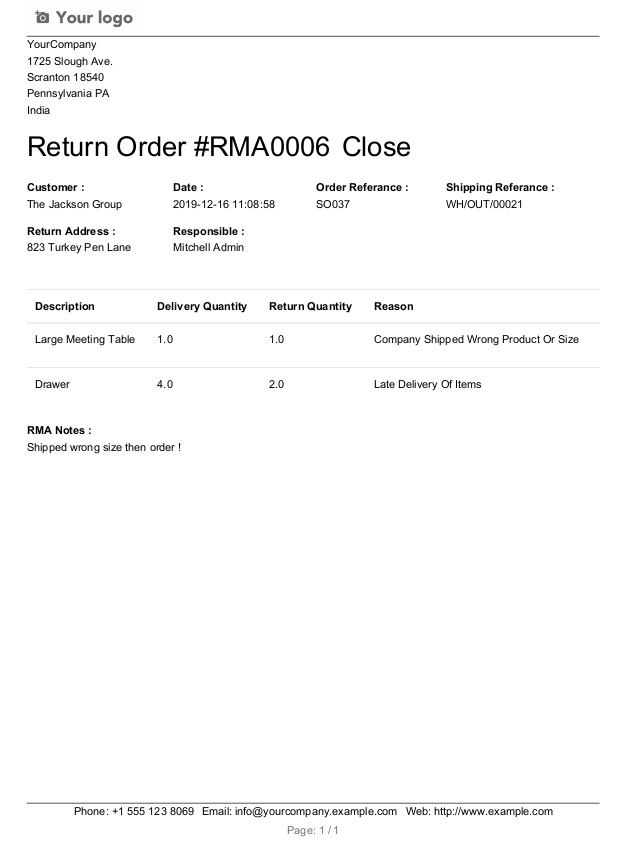 Your logo
YourCompany
1725 Slough Ave.
Scranton 18540
Pennsylvania PA
India
Return Order #RMA0006 Close
Customer : Date : Order Referance : Shipping Referance :
The Jackson Group 2019-12-16 11:08:58 SO037 WH/OUT/00021
Return Address : Responsible :
823 Turkey Pen Lane Mitchell Admin
Description Delivery Quantity Return Quantity Reason
Large Meeting Table 1.0 1.0 Company Shipped Wrong Product Or Size
Drawer 4.0 2.0 Late Delivery Of Items
RMA Notes :
Shipped wrong size then order !
Phone: +1 555 123 8069 Email: info@yourcompany.example.com Web: http://www.example.com
Page: 1 / 1